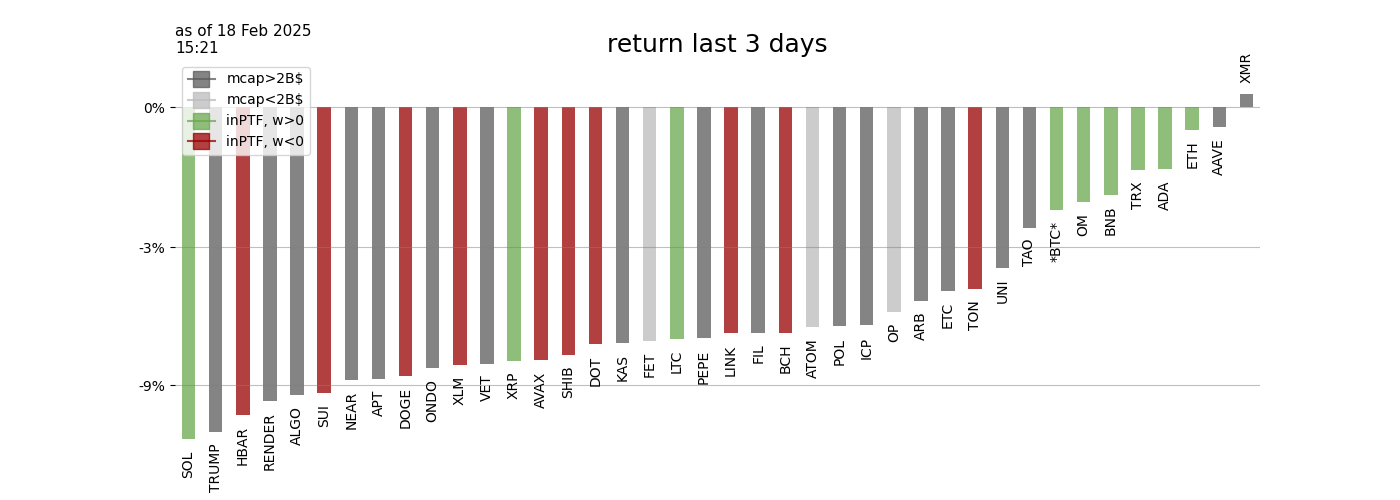 as of 18 Feb 2025
15:21
return last 3 days
mcap>2B$
mcap<2B$
inPTF, w>0
inPTF, w<0
0%
-3%
-9%
SOL
TRUMP
HBAR
RENDER
ALGO
SUI
NEAR
APT
DOGE
ONDO
XLM
VET
XRP
AVAX
SHIB
DOT
KAS
FET
LTC
PEPE
LINK
FIL
BCH
ATOM
POL
ICP
OP
ARB
ETC
TON
UNI
TAO
*BTC*
OM
BNB
TRX
ADA
ETH
AAVE
XMR